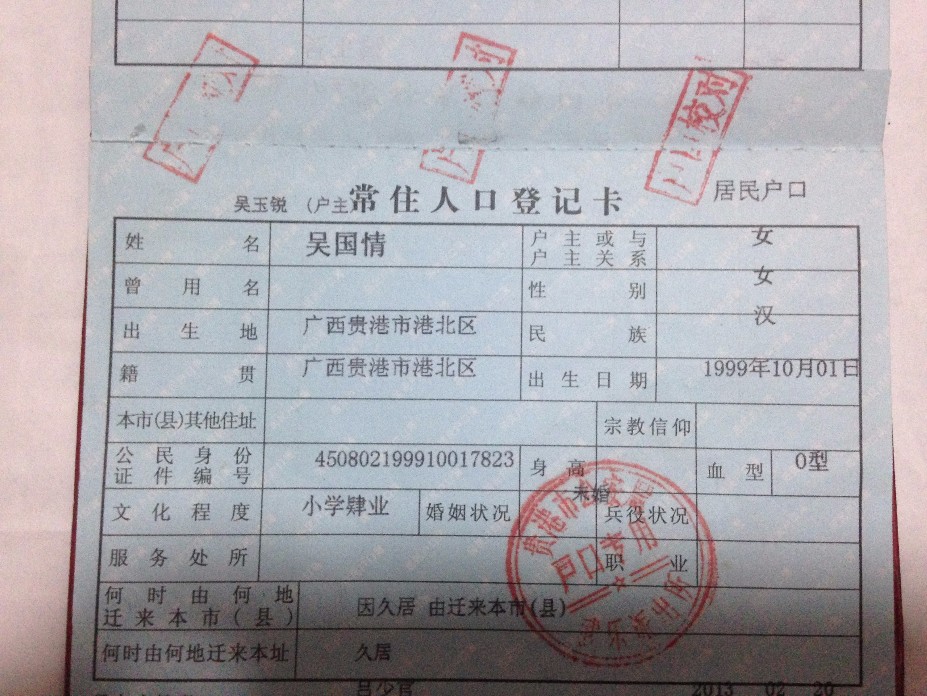 校对
户口校对
吴玉锐 (户主 常住人口登记卡 居民户口
姓名 吴国情 户主或与户主关系 女
曾用名 性别 女
出生地 广西贵港市港北区 民族 汉
籍贯 广西贵港市港北区 出生日期 1999年10月01日
本市(县)其他住址 宗教信仰
公民身份证件编号 450802199910017823 身高 血型 O型
文化程度 小学肄业 婚姻状况 未婚 兵役状况
服务处所 职业
何时由何地迁来本市(县) 因久居 由迁来本市(县)
何时由何地迁来本址 久居
户口专用
2013 02 20